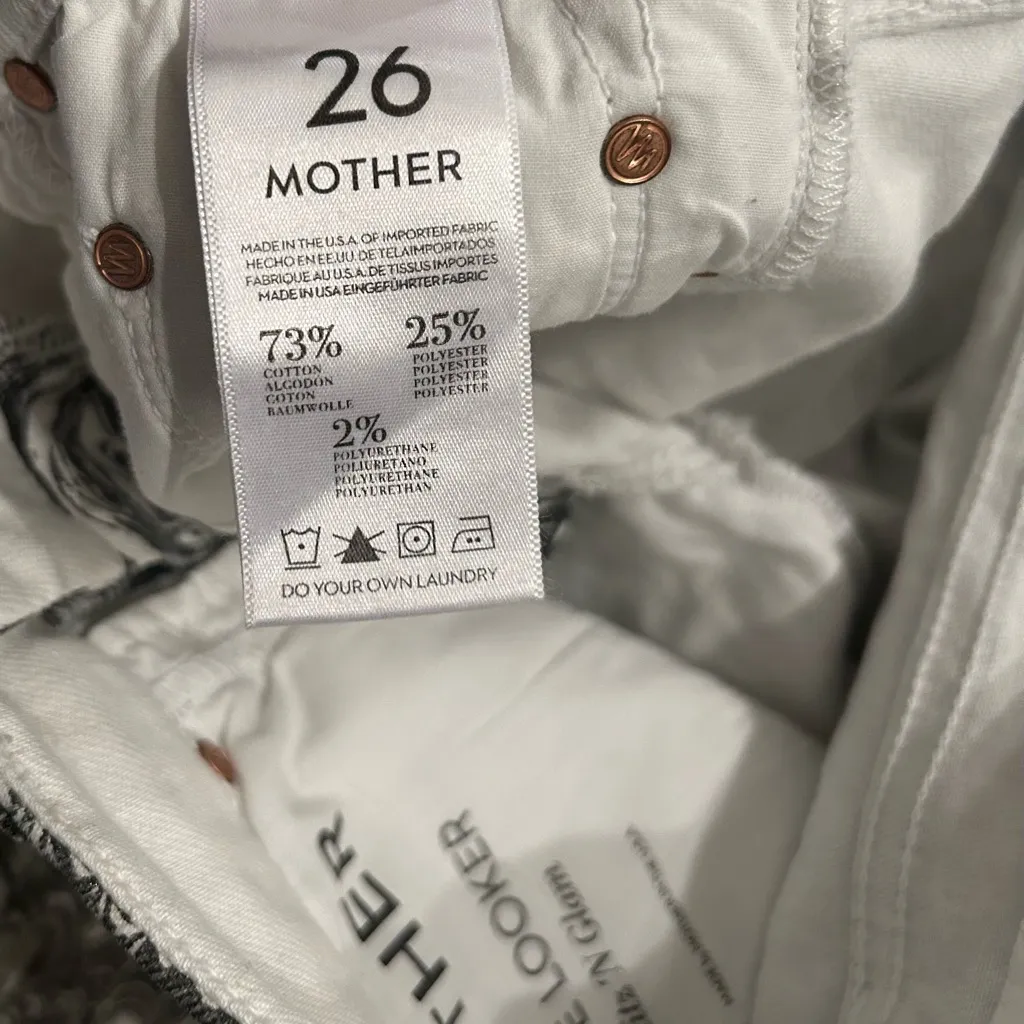 26
MOTHER
MADE IN THE U.S.A. OF IMPORTED FABRIC
HECHO EN EE.UU DE TELA IMPORTADOS
FABRIQUE AU U.S.A. DE TISSUS IMPORTES
MADE IN USA EINGEFÜHRTER FABRIC
73%
COTTON
ALGODON
COTON
BAUMWOLLE
25%
POLYESTER
POLYESTER
POLYESTER
POLYESTER
2%
POLYURETHANE
POLIURETANO
POLYURETHANE
POLYURETHAN
DO YOUR OWN LAUNDRY
THER
E LOOKER
'N Glam